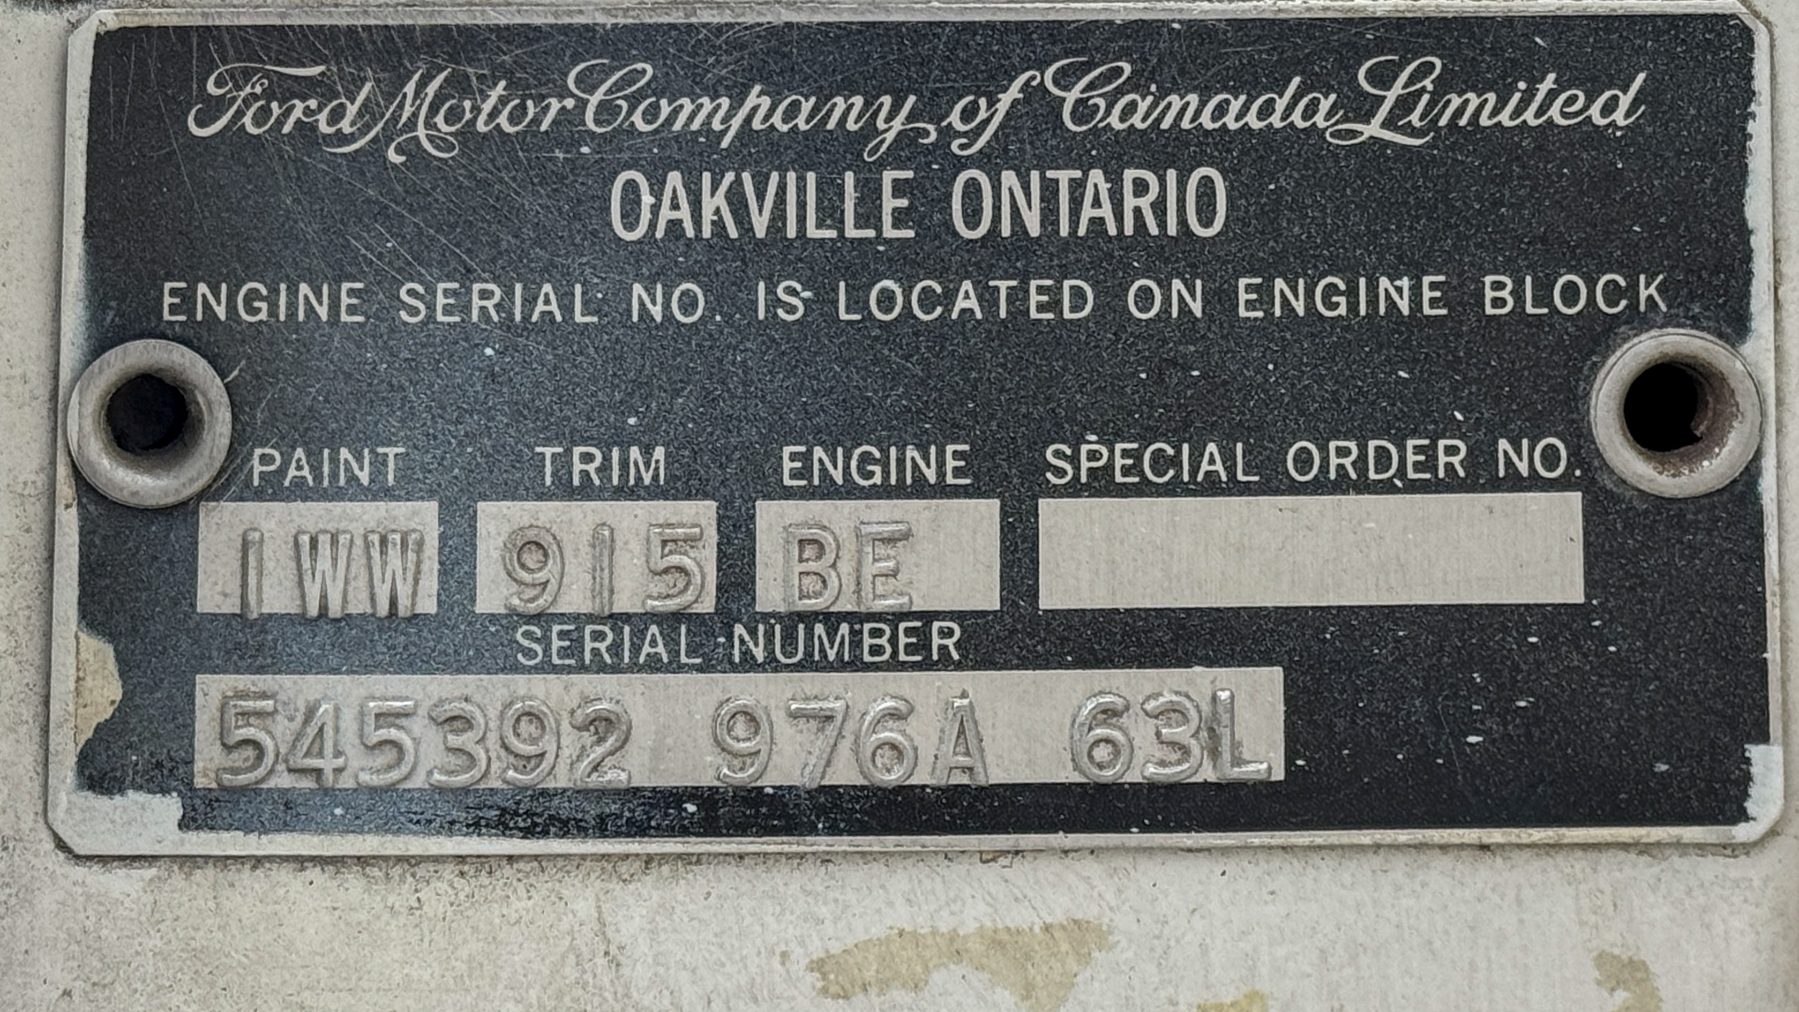 Ford Motor Company of Canada Limited
OAKVILLE ONTARIO
ENGINE SERIAL NO. IS LOCATED ON ENGINE BLOCK
PAINT TRIM ENGINE SPECIAL ORDER NO.
1WW 915 BE
SERIAL NUMBER
545392 976A 63L